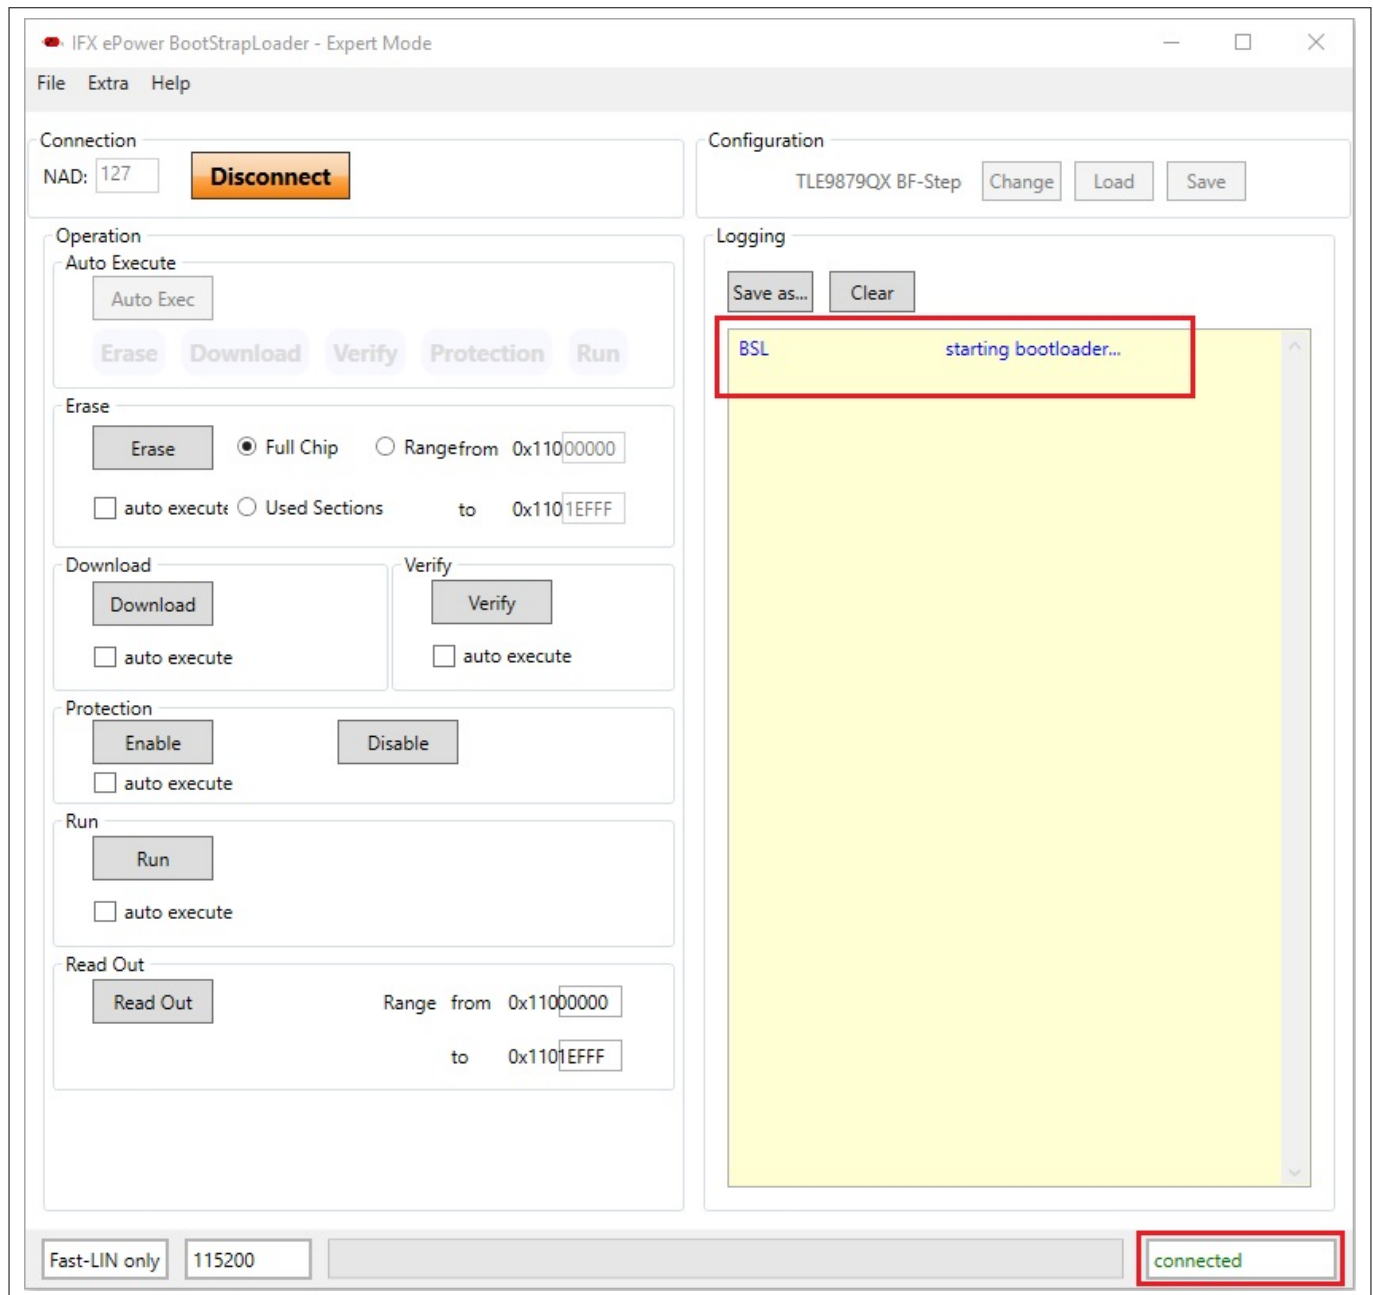 IFX ePower BootStrapLoader - Expert Mode
File Extra Help
Connection
NAD: 127 Disconnect
Configuration
TLE9879QX BF-Step Change Load Save
Operation
Auto Execute
Auto Exec
Erase Download Verify Protection Run
Erase
Erase Full Chip Range from 0x11000000
auto execute Used Sections to 0x1101EFFF
Download
Download
auto execute
Verify
Verify
auto execute
Protection
Enable Disable
auto execute
Run
Run
auto execute
Read Out
Read Out Range from 0x11000000
to 0x1101EFFF
Logging
Save as... Clear
BSL starting bootloader...
Fast-LIN only 115200 connected